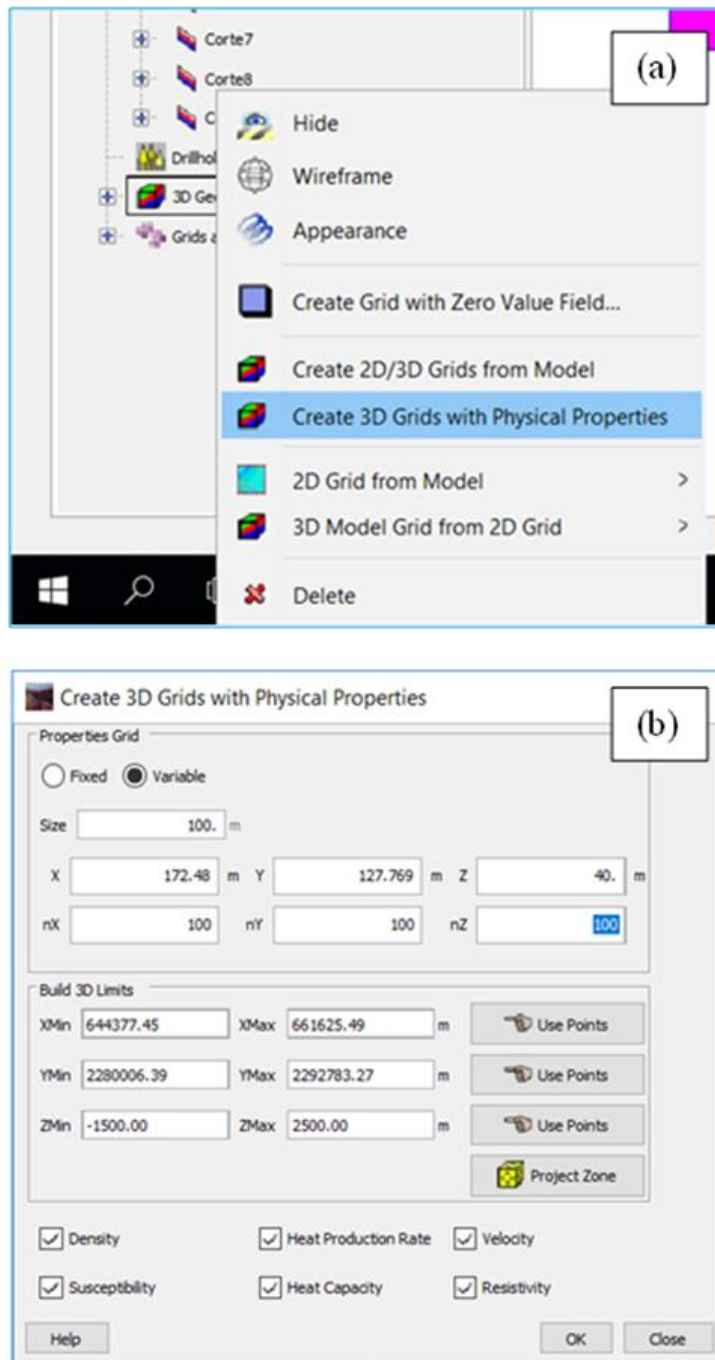 Corte7
(a)
Corte8
C
Hide
Drillhol
Wireframe
3D Geo
Grids a
Appearance
Create Grid with Zero Value Field...
Create 2D/3D Grids from Model
Create 3D Grids with Physical Properties
2D Grid from Model >
3D Model Grid from 2D Grid >
Delete
Create 3D Grids with Physical Properties
(b)
Properties Grid
Fixed Variable
Size 100. m
X 172.48 m Y 127.769 m Z 40. m
nX 100 nY 100 nZ 100
Build 3D Limits
XMin 644377.45 XMax 661625.49 m Use Points
YMin 2280006.39 YMax 2292783.27 m Use Points
ZMin -1500.00 ZMax 2500.00 m Use Points
Project Zone
Density Heat Production Rate Velocity
Susceptibility Heat Capacity Resistivity
Help OK Close